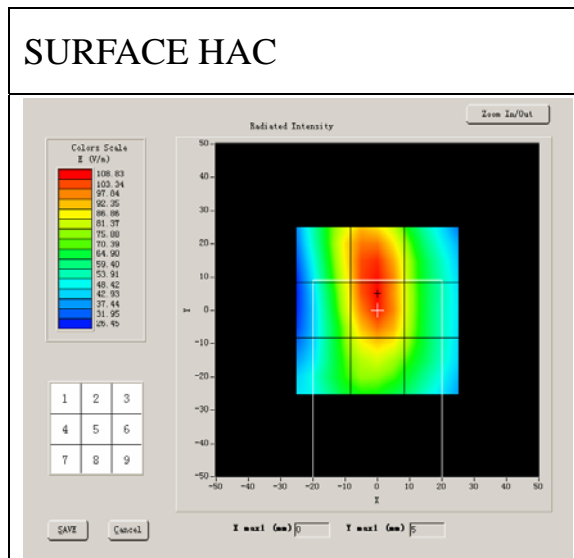 SURFACE HAC
Zoom In/Out
Radiated Intensity
Colors Scale
E (V/m)
108.83
103.34
97.84
92.35
86.86
81.37
75.88
70.39
64.90
59.40
53.91
48.42
42.93
37.44
31.95
26.45
50
40
30
20
10
0
-10
-20
-30
-40
-50
Y
-50 -40 -30 -20 -10 0 10 20 30 40 50
X
1 2 3
4 5 6
7 8 9
SAVE Cancel
X maxi (mm) 0 Y maxi (mm) 5